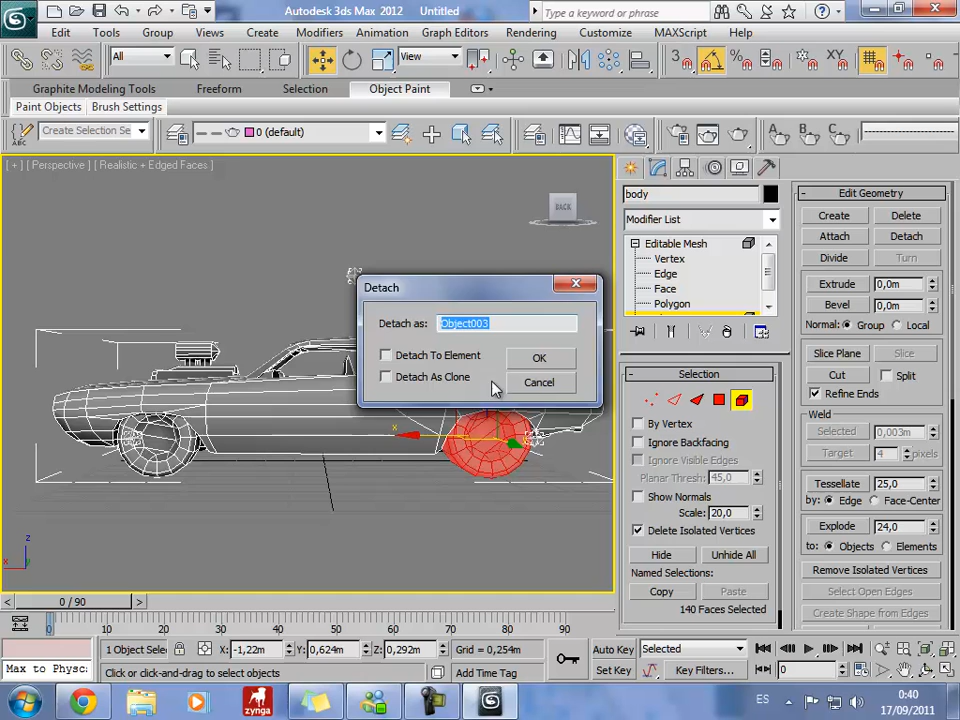 Autodesk 3ds Max 2012 Untitled
Type a keyword or phrase
Edit Tools Group Views Create Modifiers Animation Graph Editors Rendering Customize MAXScript Help
All View 3
Graphite Modeling Tools Freeform Selection Object Paint
Paint Objects Brush Settings
ABC Create Selection Se 0 (default) A B C
[ + ] [ Perspective ] [ Realistic + Edged Faces ]
BACK
body
Modifier List
Editable Mesh
Vertex
Edge
Face
Polygon
Detach
Detach as: Object003
Detach To Element OK
Detach As Clone Cancel
x
z
x
Selection
By Vertex
Ignore Backfacing
Ignore Visible Edges
Planar Thresh: 45,0
Show Normals
Scale: 20,0
Delete Isolated Vertices
Hide Unhide All
Named Selections:
Copy Paste
140 Faces Selected
Edit Geometry
Create Delete
Attach Detach
Divide Turn
Extrude 0,0m
Bevel 0,0m
Normal: Group Local
Slice Plane Slice
Cut Split
Refine Ends
Weld
Selected 0,003m
Target 4 pixels
Tessellate 25,0
by: Edge Face-Center
Explode 24,0
to: Objects Elements
Remove Isolated Vertices
Select Open Edges
Create Shape from Edges
0 / 90
0 10 20 30 40 50 60 70 80 90
1 Object Selec X: -1,22m Y: 0,624m Z: 0,292m Grid = 0,254m Auto Key Selected
Max to Physc Click or click-and-drag to select objects Add Time Tag Set Key Key Filters... 0
zynga ES 0:40
17/09/2011